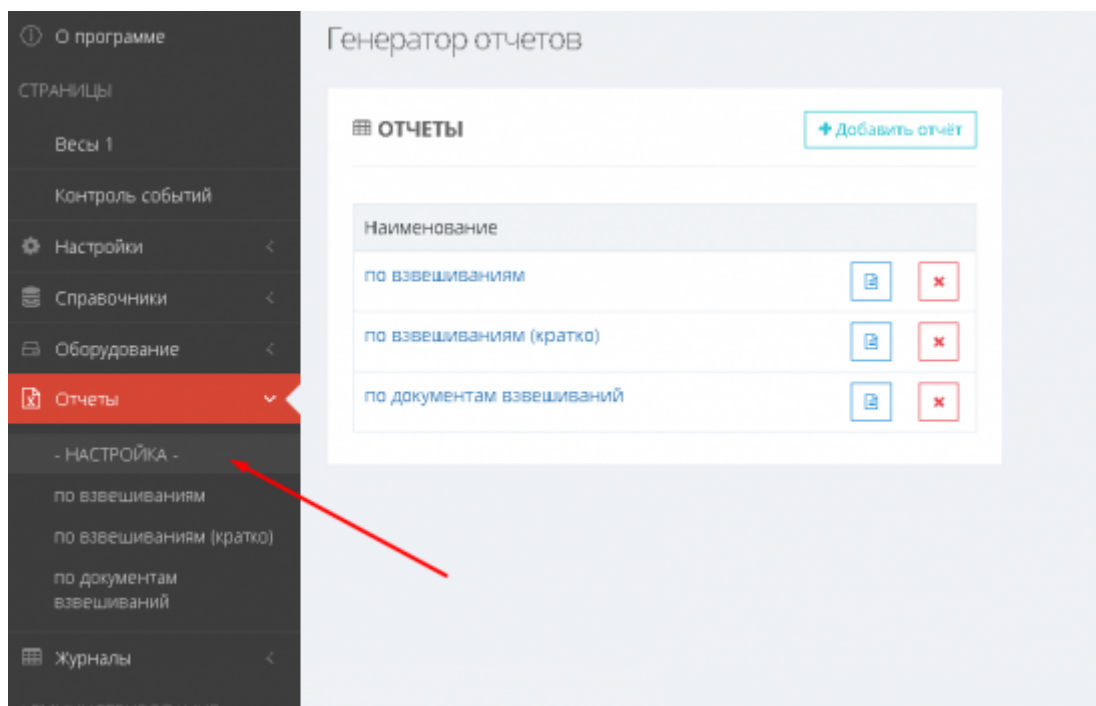 О программе
СТРАНИЦЫ
Весы 1
Контроль событий
Настройки
Справочники
Оборудование
Отчеты
- НАСТРОЙКА -
по взвешиваниям
по взвешиваниям (кратко)
по документам
взвешиваний
Журналы
Генератор отчетов
ОТЧЕТЫ
Добавить отчёт
Наименование
по взвешиваниям
по взвешиваниям (кратко)
по документам взвешиваний